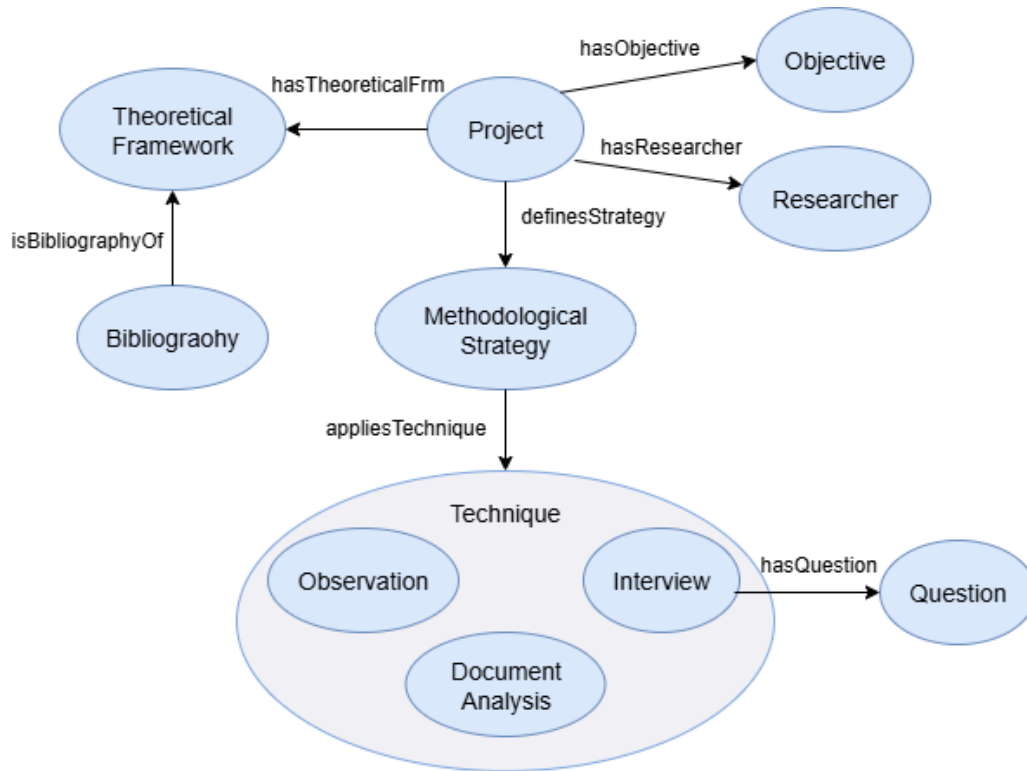 hasObjective
Objective
hasTheoreticalFrm
Theoretical
Framework
Project
hasResearcher
Researcher
isBibliographyOf
definesStrategy
Bibliograohy
Methodological
Strategy
appliesTechnique
Technique
Observation
Interview
hasQuestion
Question
Document
Analysis